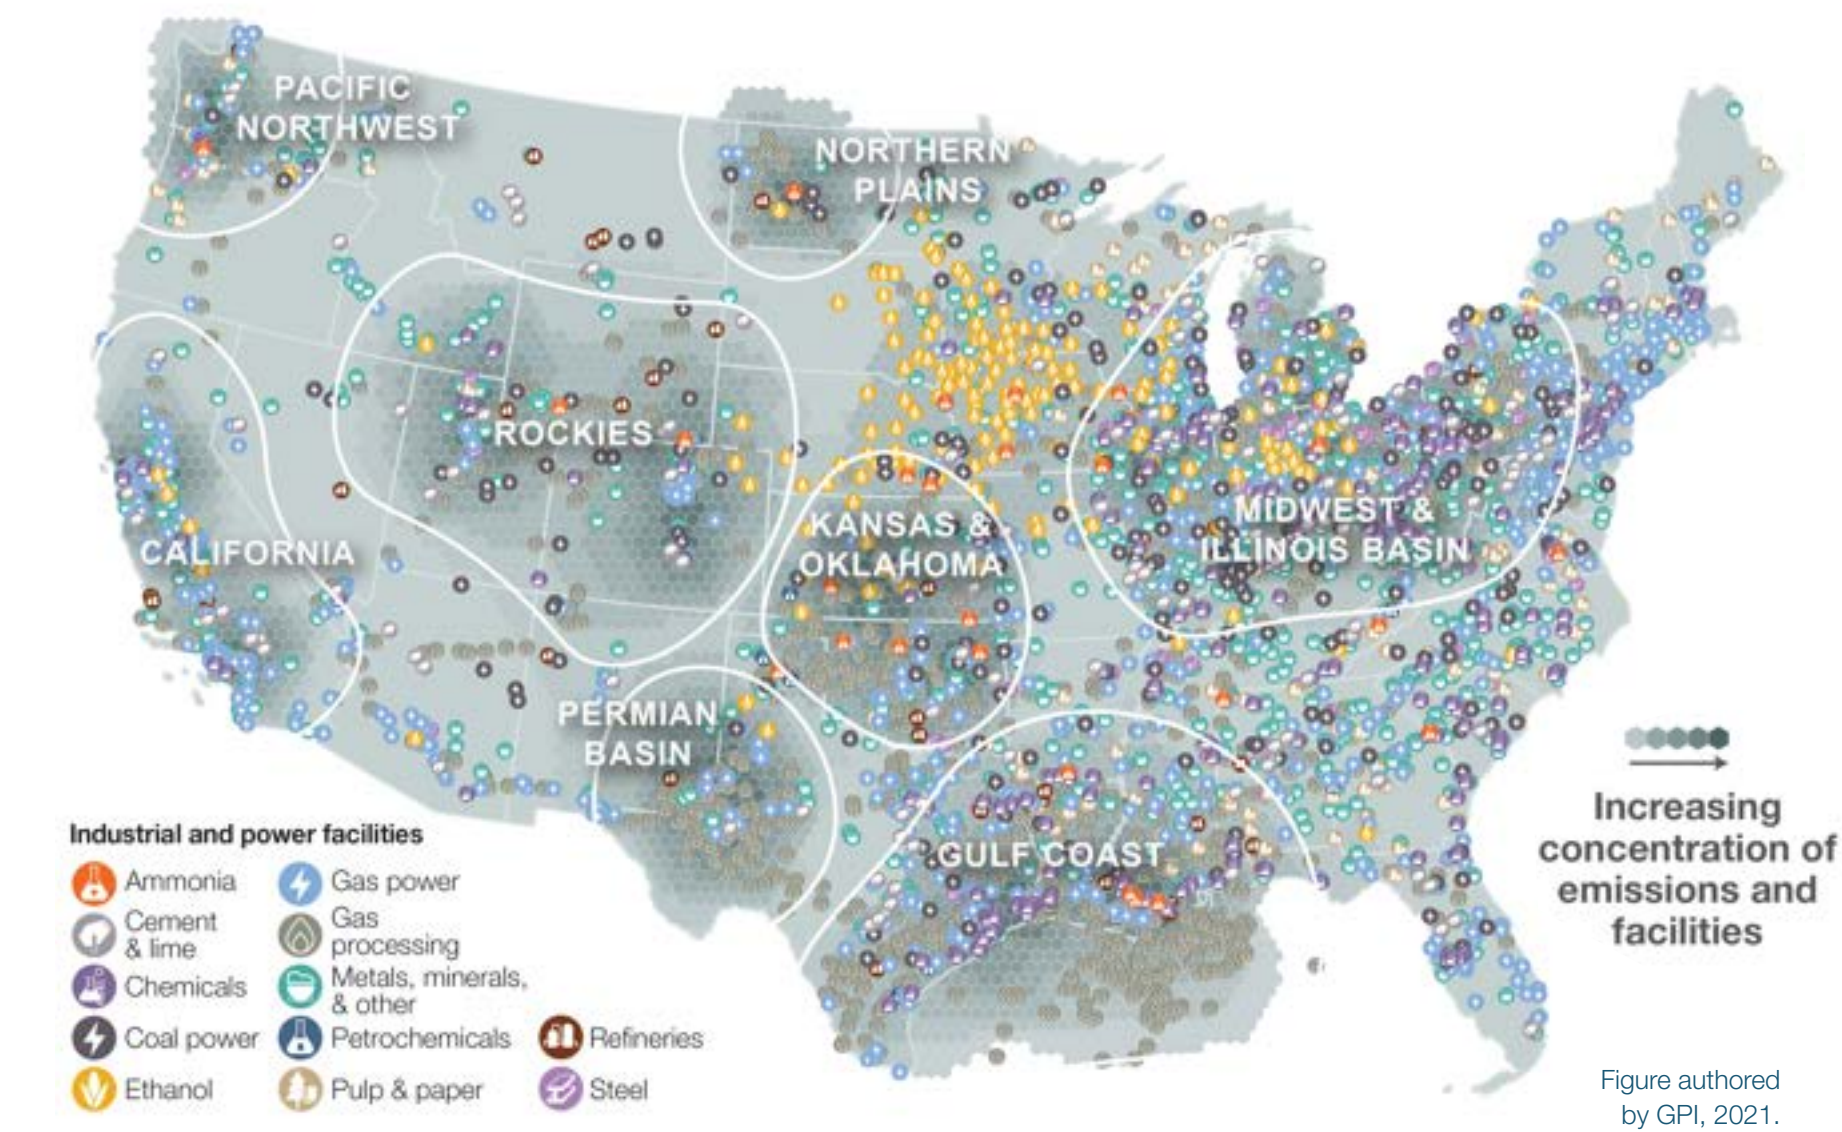 PACIFIC
NORTHWEST
NORTHERN
PLAINS
ROCKIES
CALIFORNIA
KANSAS &
OKLAHOMA
MIDWEST &
ILLINOIS BASIN
PERMIAN
BASIN
GULF COAST
Industrial and power facilities
Ammonia
Cement
& lime
Chemicals
Coal power
Ethanol
Gas power
Gas
processing
Metals, minerals,
& other
Petrochemicals
Pulp & paper
Refineries
Steel
Increasing
concentration of
emissions and
facilities
Figure authored
by GPI, 2021.